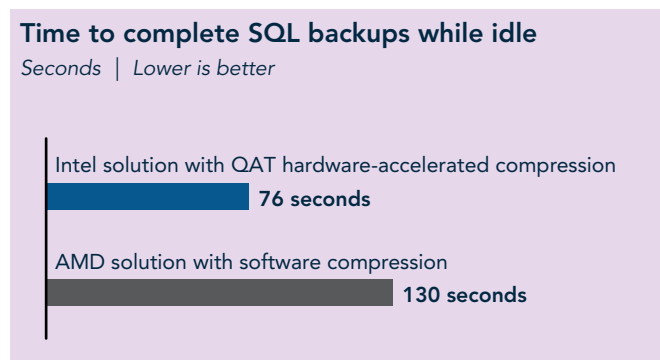 Time to complete SQL backups while idle
Seconds | Lower is better
Intel solution with QAT hardware-accelerated compression
76 seconds
AMD solution with software compression
130 seconds